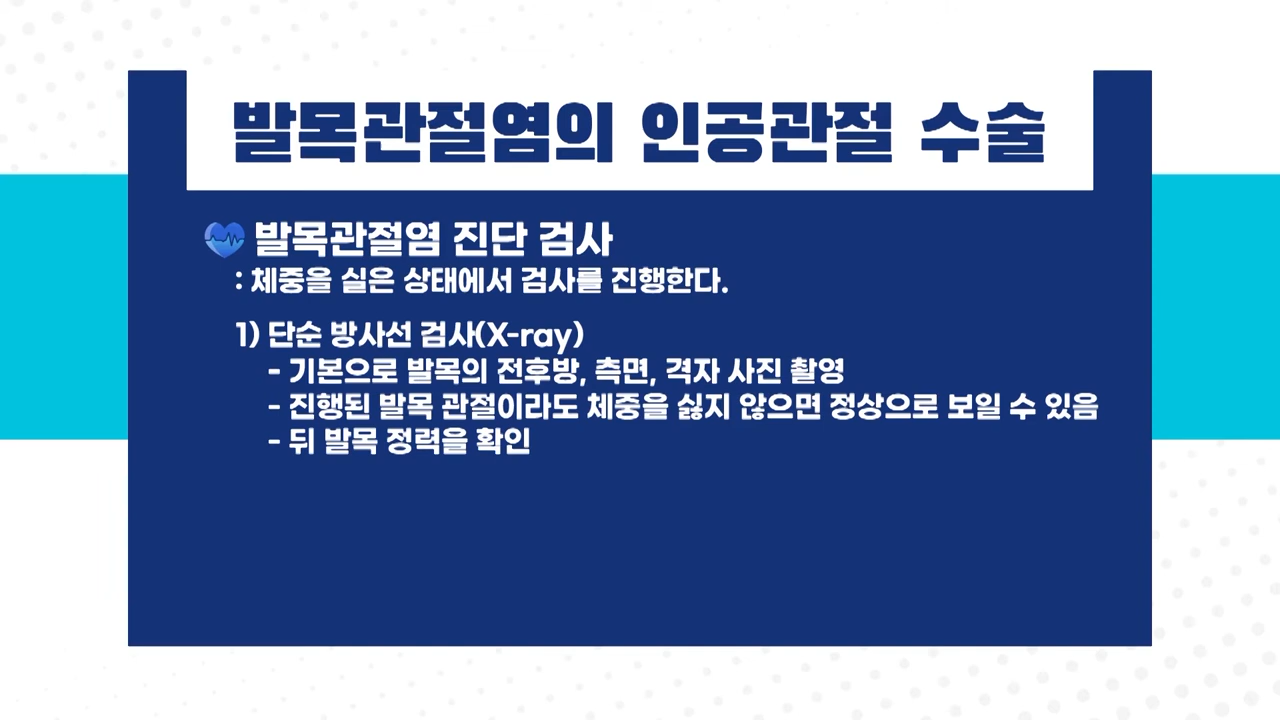 발목관절염의 인공관절 수술
발목관절염 진단 검사
: 체중을 실은 상태에서 검사를 진행한다.
1) 단순 방사선 검사(X-ray)
- 기본으로 발목의 전후방, 측면, 격자 사진 촬영
- 진행된 발목 관절이라도 체중을 싫지 않으면 정상으로 보일 수 있음
- 뒤 발목 정력을 확인